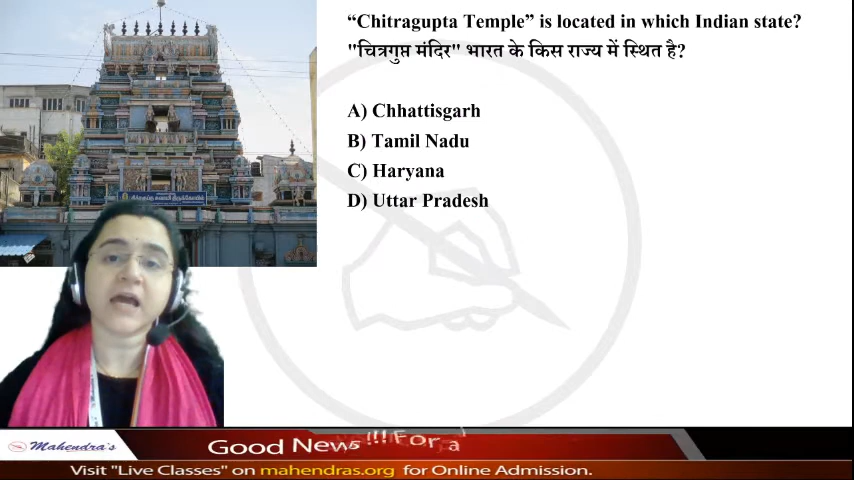 “Chitragupta Temple” is located in which Indian state?
"चित्रगुप्त मंदिर" भारत के किस राज्य में स्थित है?
A) Chhattisgarh
B) Tamil Nadu
C) Haryana
D) Uttar Pradesh
Mahendra's
Good News
!!! For a
Visit "Live Classes" on mahendras.org for Online Admission.